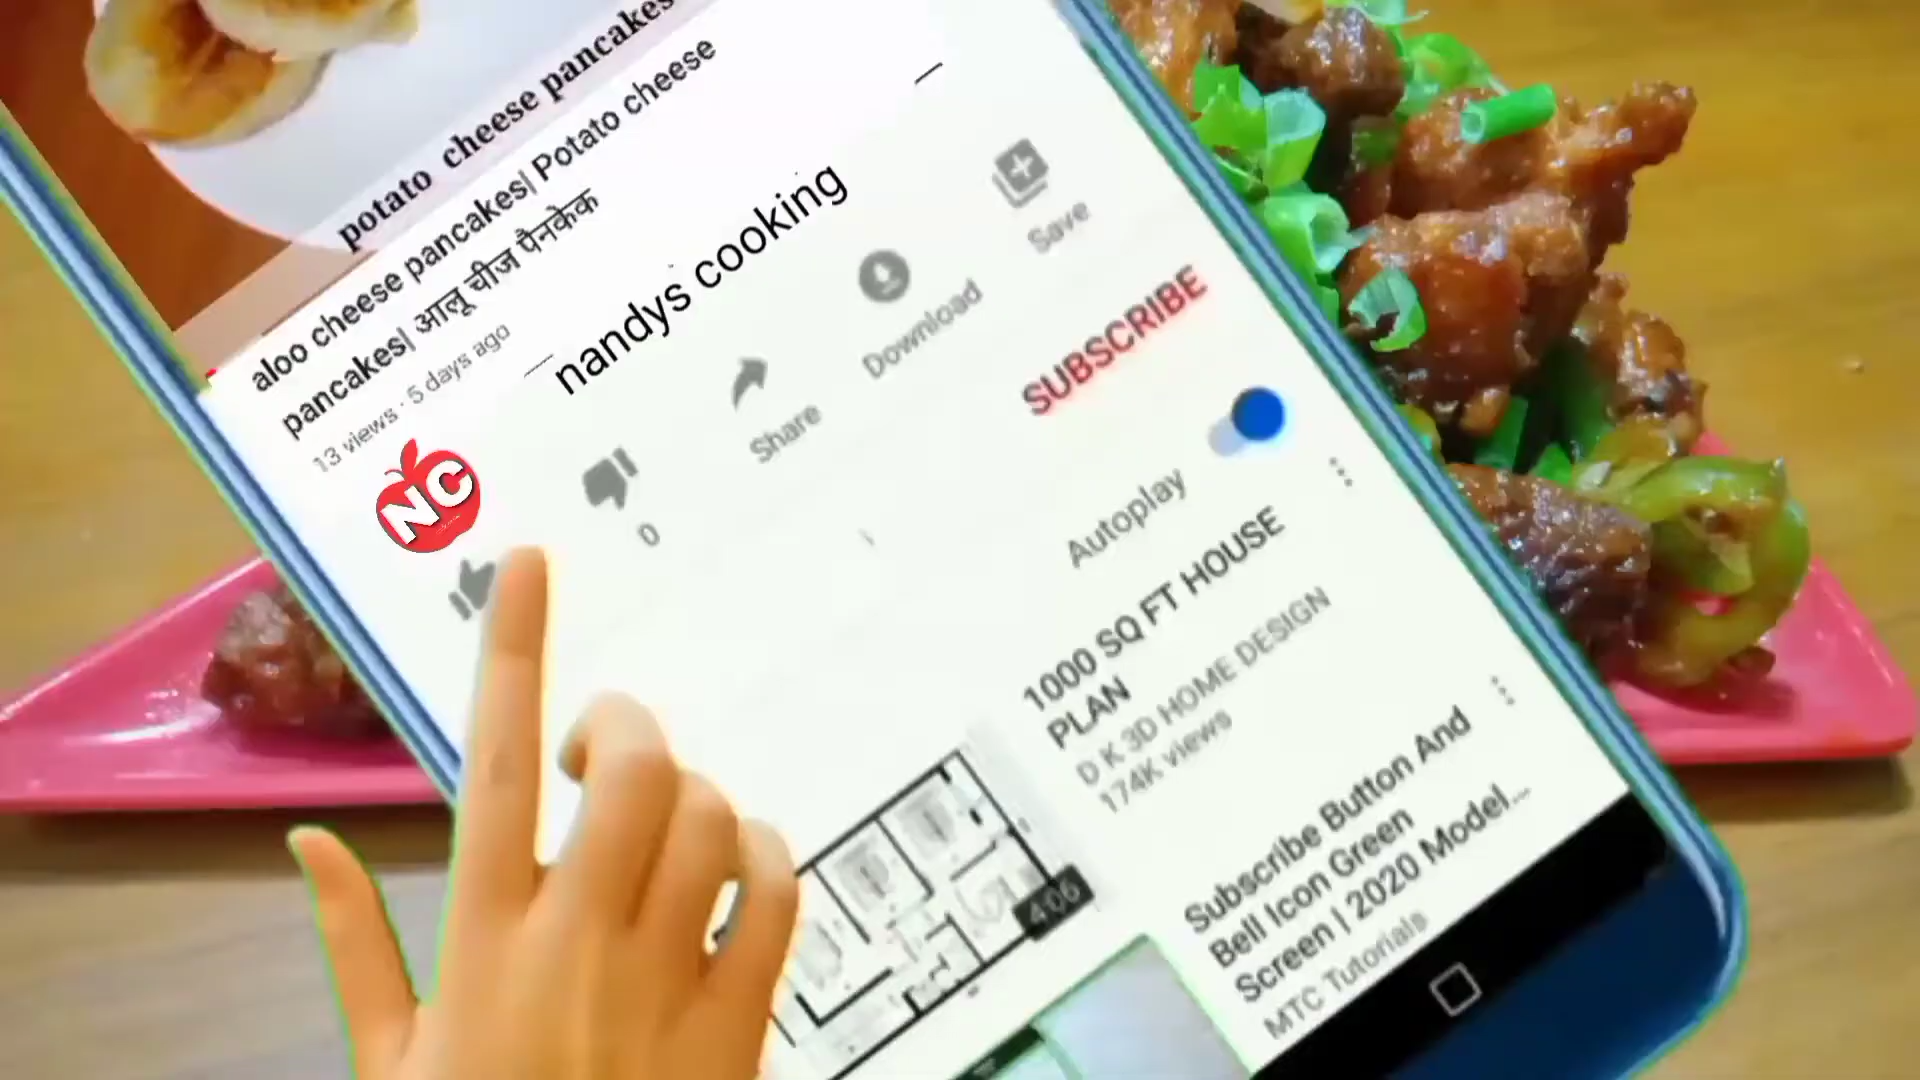 potato cheese pancakes
aloo cheese pancakes| Potato cheese
pancakes| आलू चीज पैनकेक
13 views · 5 days ago
nandys cooking
NC
0
Share
Download
Save
SUBSCRIBE
Autoplay
1000 SQ FT HOUSE
PLAN
D K 3D HOME DESIGN
174K views
4:06
Subscribe Button And
Bell Icon Green
Screen | 2020 Model...
MTC Tutorials